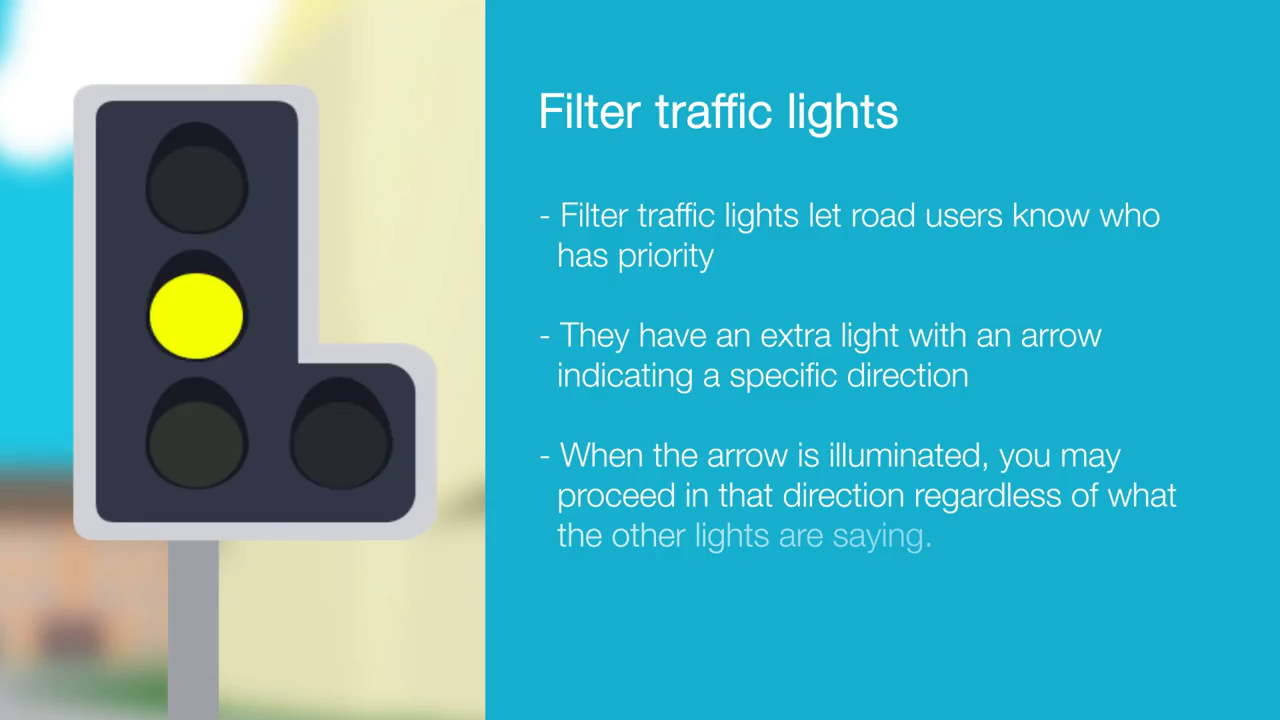 Filter traffic lights
- Filter traffic lights let road users know who
has priority
- They have an extra light with an arrow
indicating a specific direction
- When the arrow is illuminated, you may
proceed in that direction regardless of what
the other lights are saying.